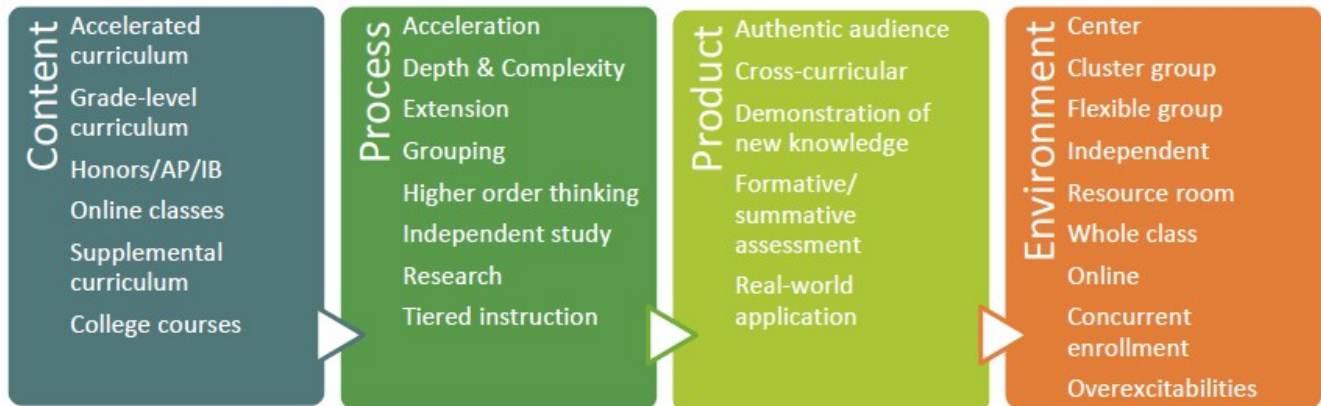 Content
Accelerated
curriculum
Grade-level
curriculum
Honors/AP/IB
Online classes
Supplemental
curriculum
College courses
Process
Acceleration
Depth & Complexity
Extension
Grouping
Higher order thinking
Independent study
Research
Tiered instruction
Product
Authentic audience
Cross-curricular
Demonstration of
new knowledge
Formative/
summative
assessment
Real-world
application
Environment
Center
Cluster group
Flexible group
Independent
Resource room
Whole class
Online
Concurrent
enrollment
Overexcitabilities